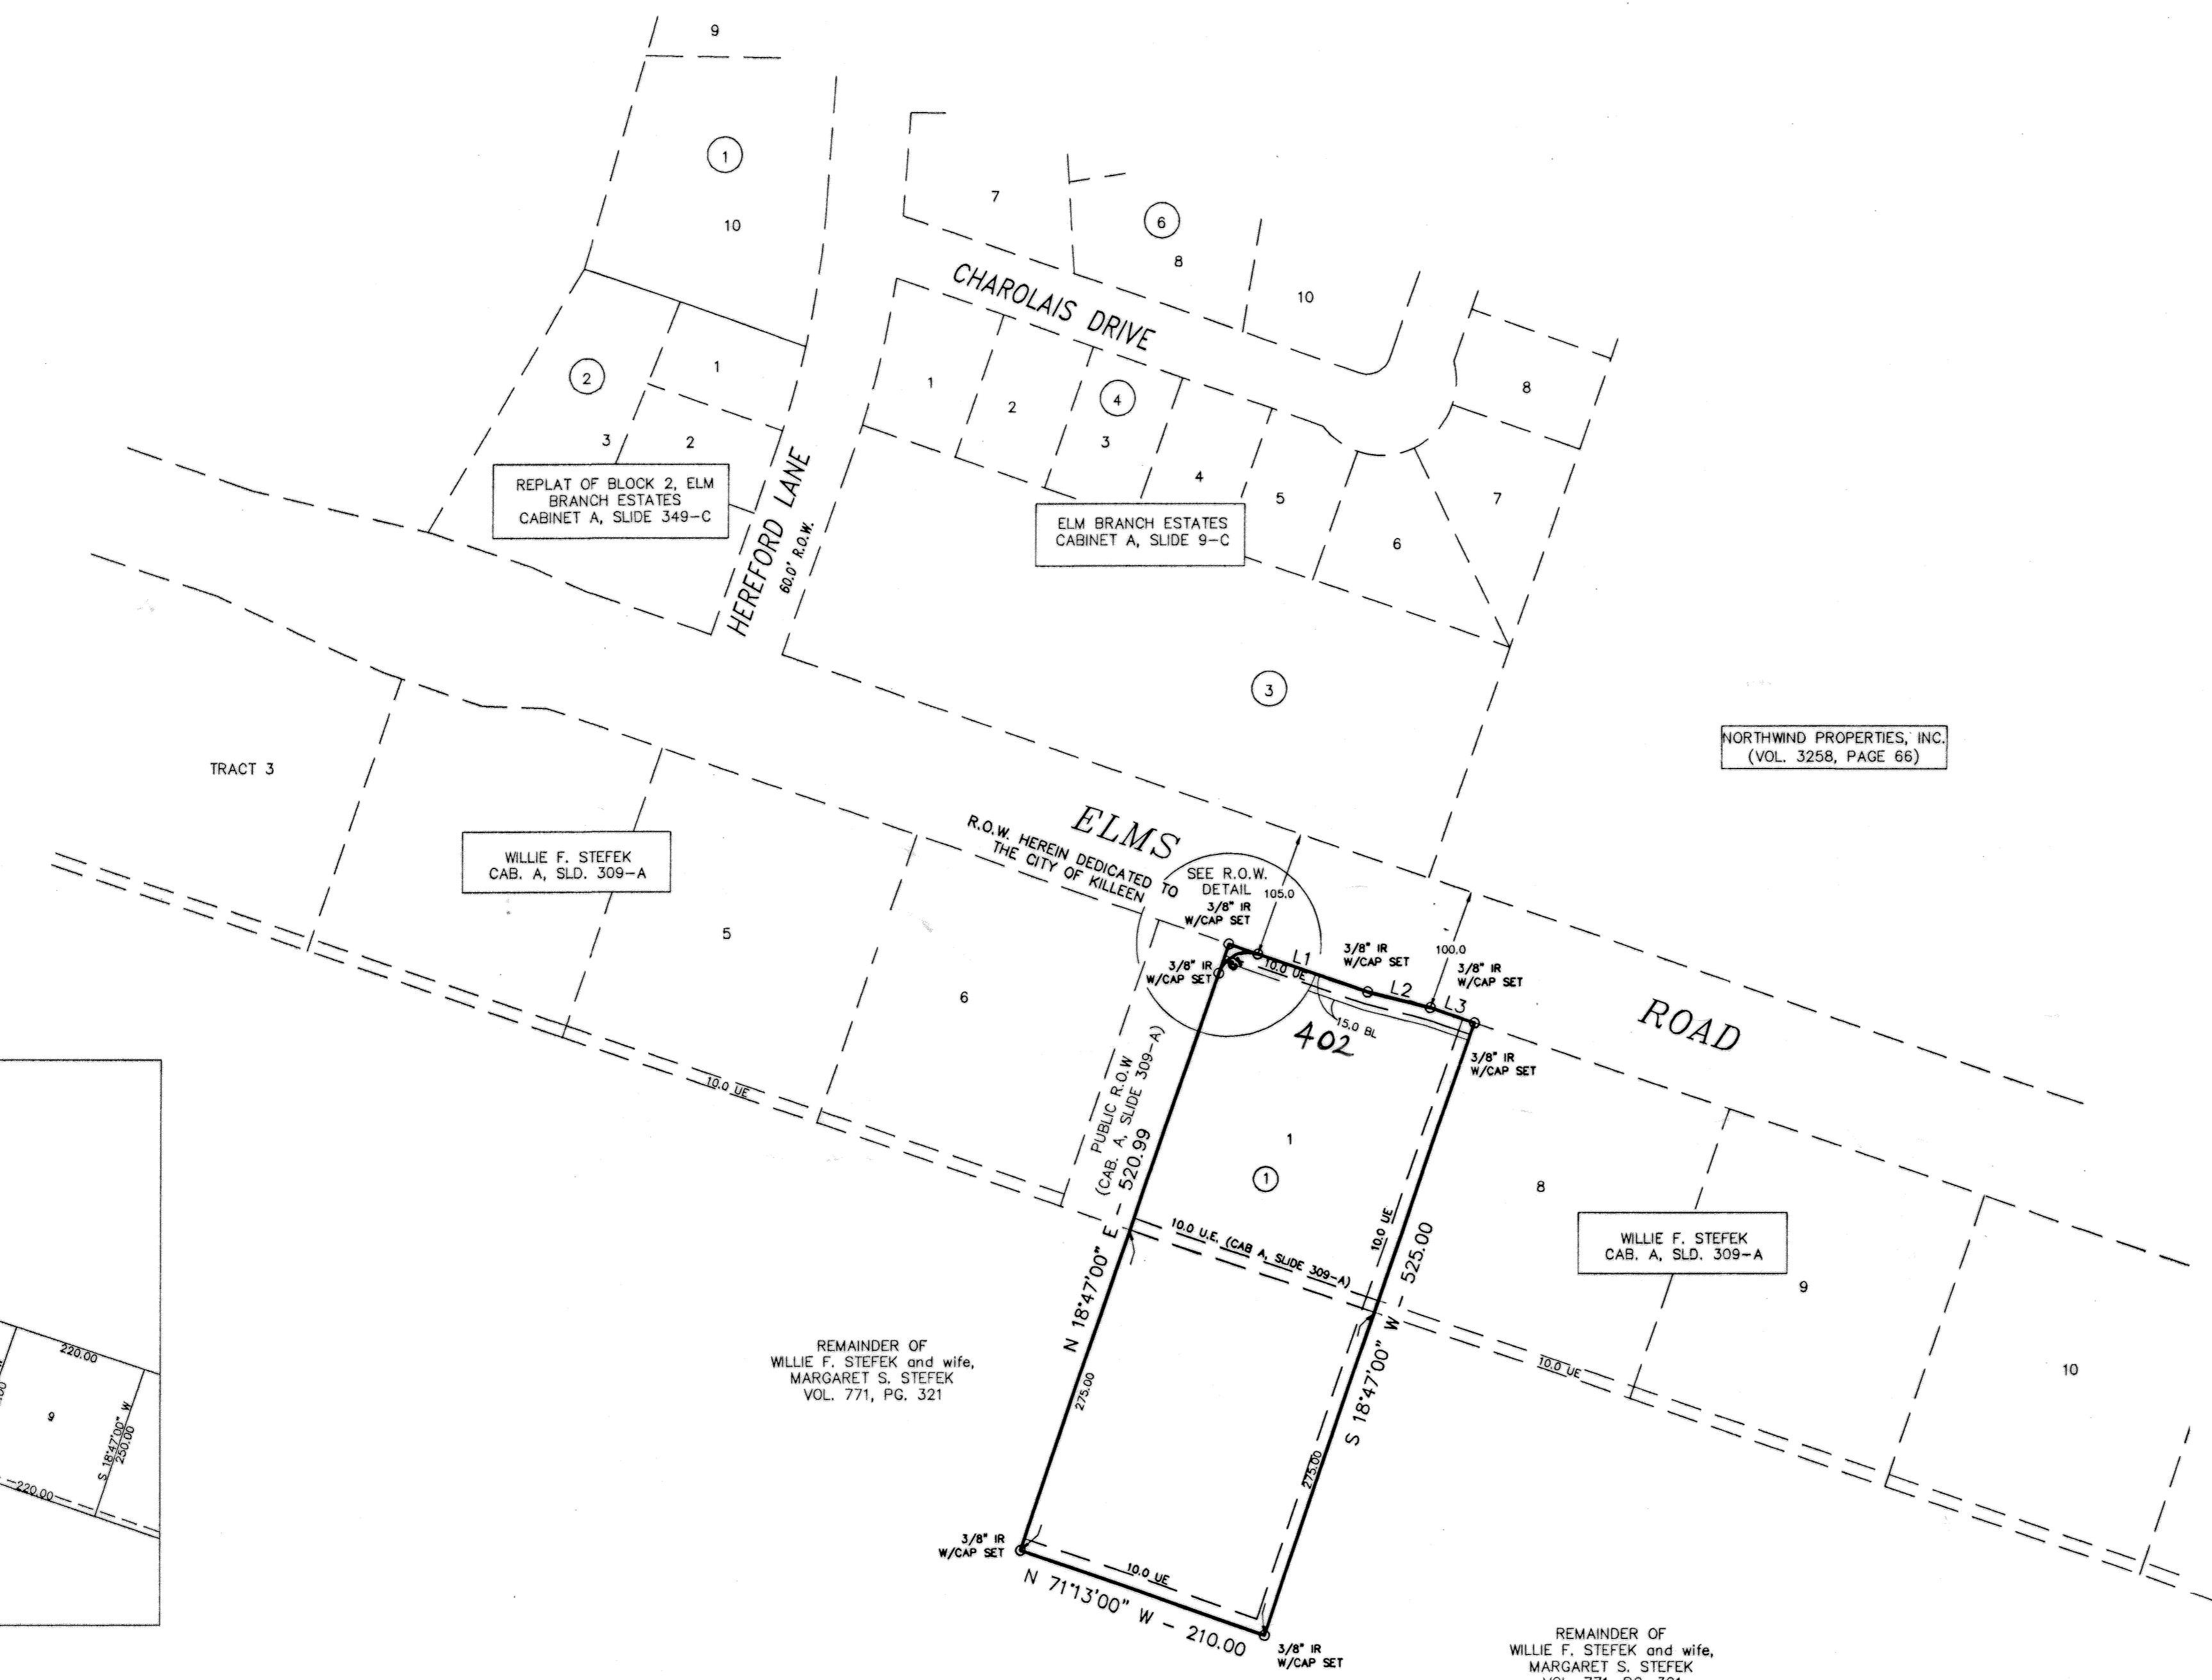 9
1
10
7
6
8
10
CHAROLAIS DRIVE
8
1
2
3
2
1
2
4
3
4
5
6
7
REPLAT OF BLOCK 2, ELM
BRANCH ESTATES
CABINET A, SLIDE 349-C
HEREFORD LANE
60.0' R.O.W.
ELM BRANCH ESTATES
CABINET A, SLIDE 9-C
3
NORTHWIND PROPERTIES, INC.
(VOL. 3258, PAGE 66)
TRACT 3
WILLIE F. STEFEK
CAB. A, SLD. 309-A
5
6
10.0 UE
ELMS
ROAD
R.O.W. HEREIN DEDICATED TO
THE CITY OF KILLEEN
SEE R.O.W.
DETAIL
105.0
3/8" IR
W/CAP SET
3/8" IR
W/CAP SET
L1
10.0 UE
3/8" IR
W/CAP SET
100.0
3/8" IR
W/CAP SET
L2
L3
15.0 BL
402
3/8" IR
W/CAP SET
PUBLIC R.O.W
(CAB. A, SLIDE 309-A)
N 18°47'00" E - 520.99
275.00
1
1
10.0 UE
10.0 U.E. (CAB A, SLIDE 309-A)
S 18°47'00" W - 525.00
275.00
8
WILLIE F. STEFEK
CAB. A, SLD. 309-A
9
10
10.0 UE
REMAINDER OF
WILLIE F. STEFEK and wife,
MARGARET S. STEFEK
VOL. 771, PG. 321
3/8" IR
W/CAP SET
10.0 UE
N 71°13'00" W - 210.00
3/8" IR
W/CAP SET
REMAINDER OF
WILLIE F. STEFEK and wife,
MARGARET S. STEFEK
VOL. 771, PG. 321
220.00
9
S 18°47'00" W
250.00
220.00